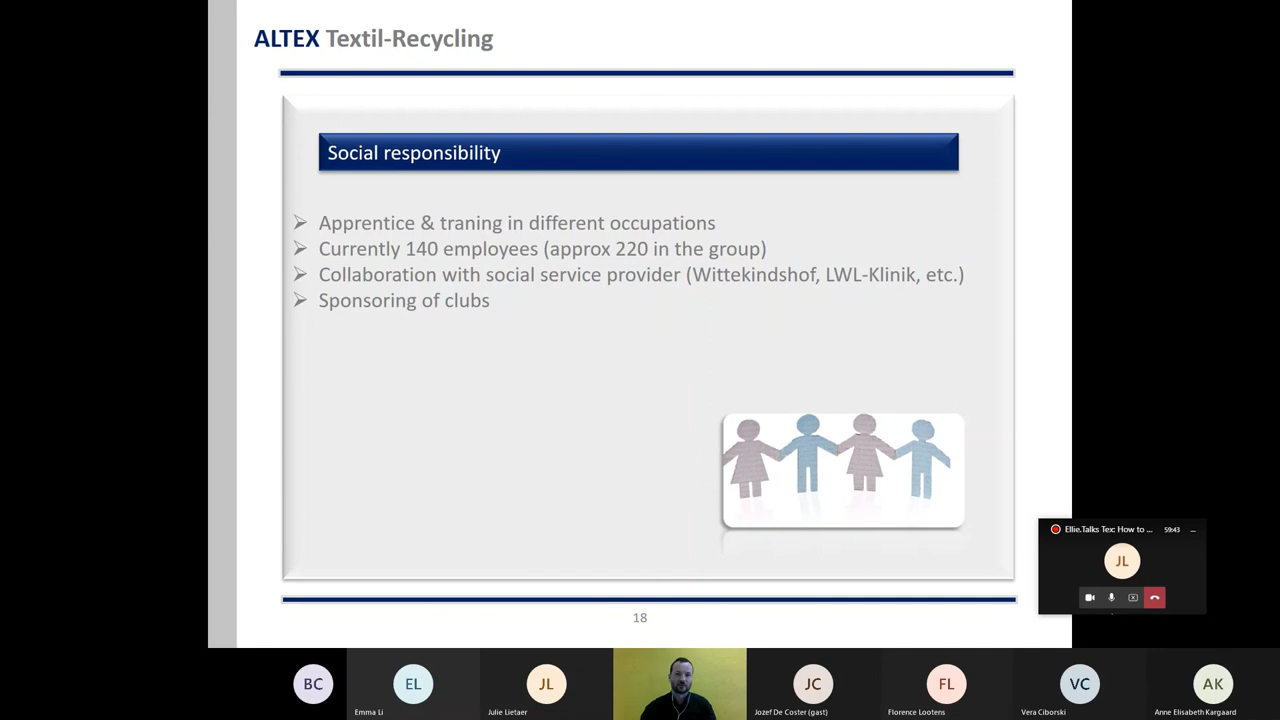 ALTEX Textil-Recycling
Social responsibility
Apprentice & traning in different occupations
Currently 140 employees (approx 220 in the group)
Collaboration with social service provider (Wittekindshof, LWL-Klinik, etc.)
Sponsoring of clubs
Ellie.Talks Tex: How to ... 59:43
JL
18
BC
EL
JL
JC
FL
VC
AK
Emma Li
Julie Lietaer
Jozef De Coster (gast)
Florence Lootens
Vera Ciborski
Anne Elisabeth Kargaard